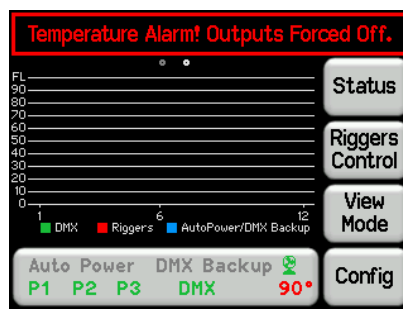 Temperature Alarm! Outputs Forced Off.
FL
90
80
70
60
50
40
30
20
10
0
1 6 12
DMX Riggers AutoPower/DMX Backup
Status
Riggers
Control
View
Mode
Config
Auto Power DMX Backup
P1 P2 P3 DMX 90°